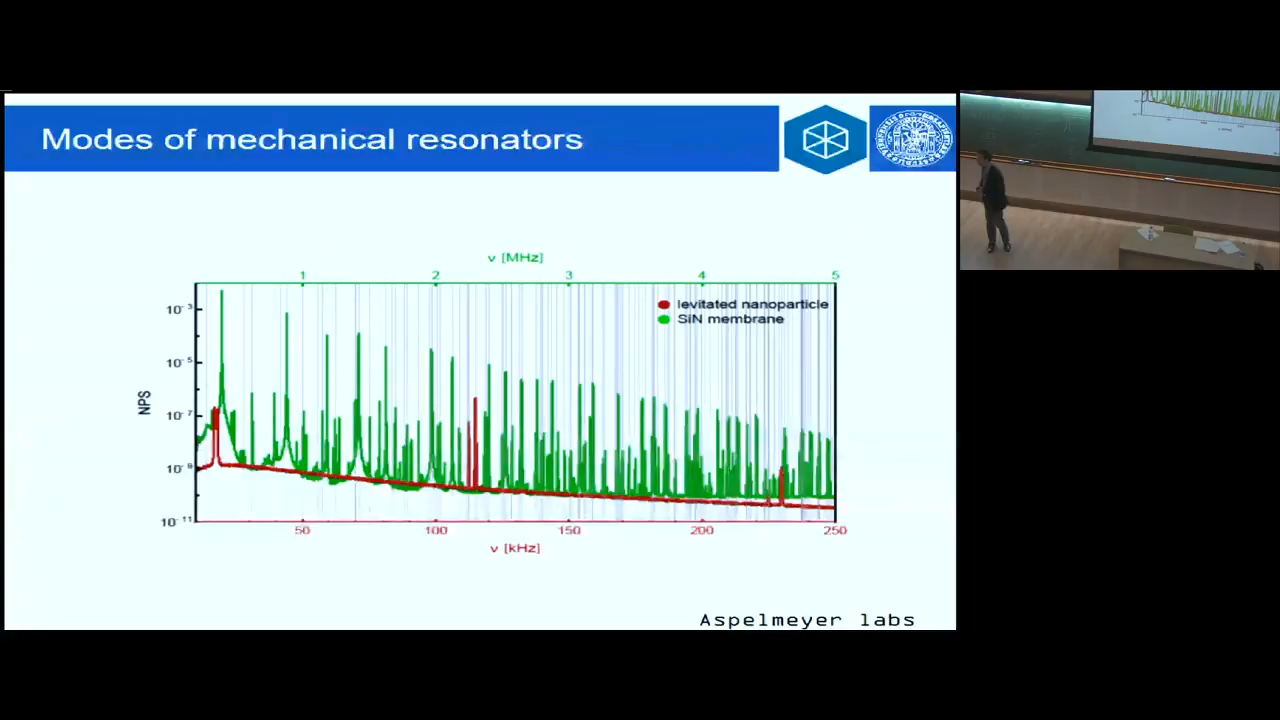 Modes of mechanical resonators
ν [MHz]
1 2 3 4 5
levitated nanoparticle
SiN membrane
10⁻³
10⁻⁵
10⁻⁷
10⁻⁹
10⁻¹¹
NPS
50 100 150 200 250
ν [kHz]
Aspelmeyer labs